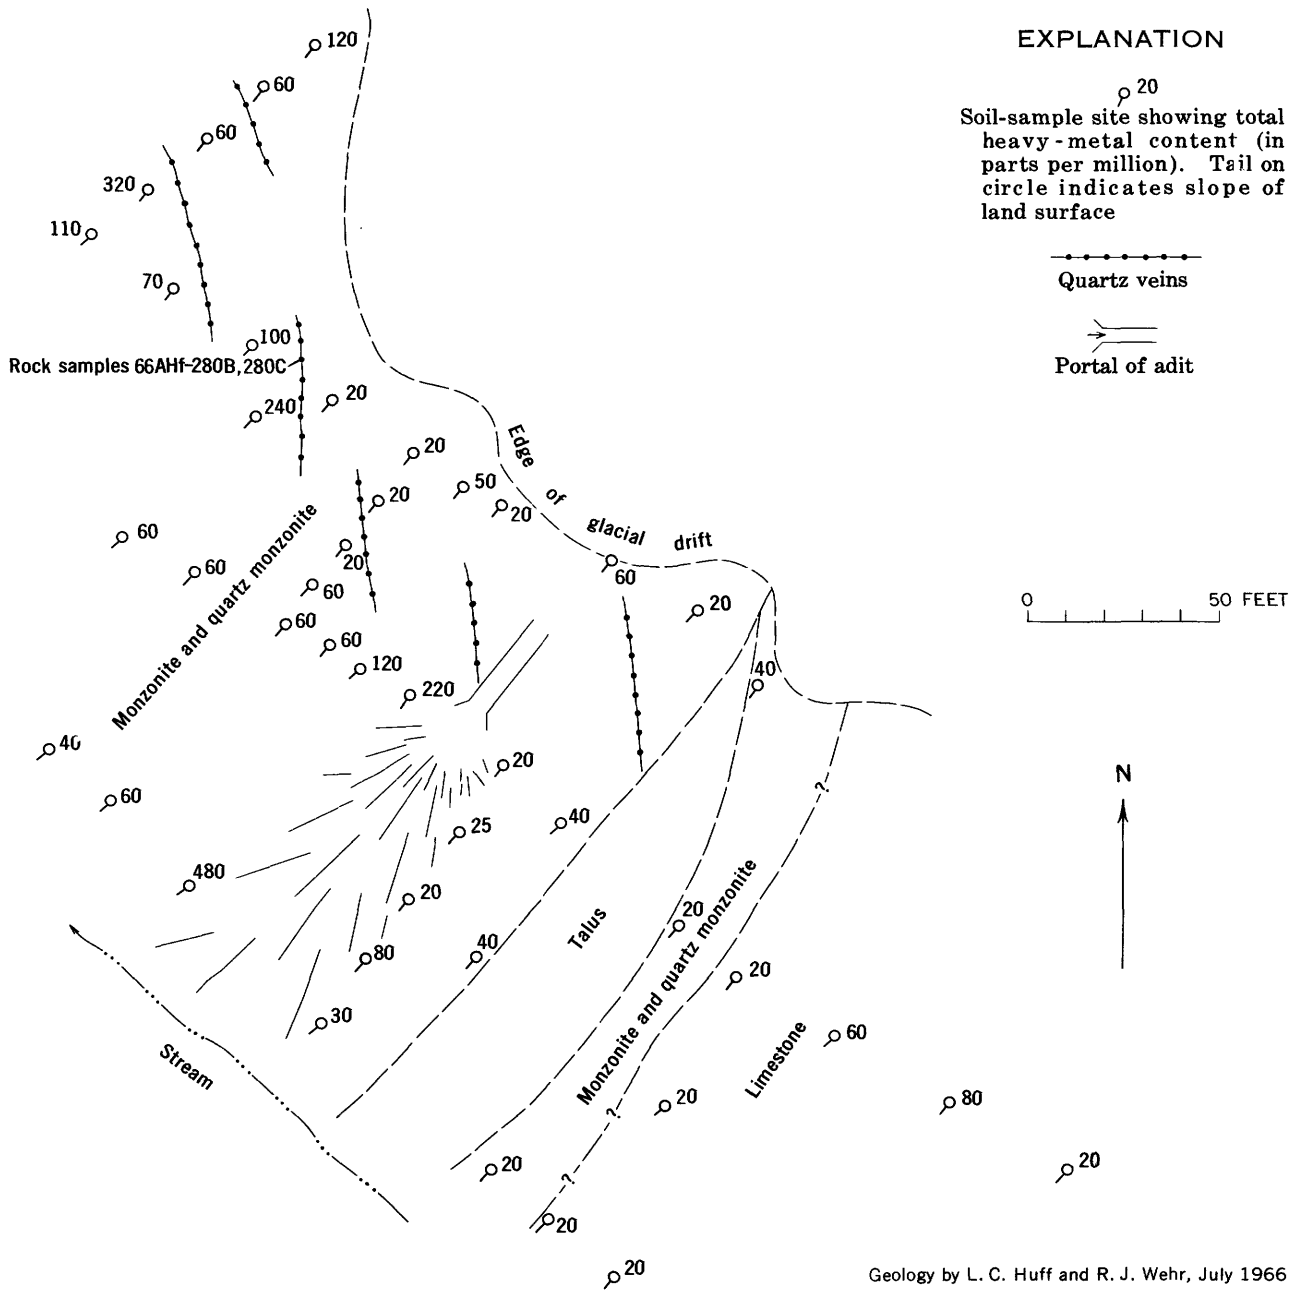 EXPLANATION
20
Soil-sample site showing total
heavy-metal content (in
parts per million). Tail on
circle indicates slope of
land surface
Quartz veins
Portal of adit
120
60
60
320
110
70
100
Rock samples 66AHf-280B, 280C
240
20
20
50
20
20
Edge of glacial drift
60
60
20
60
60
60
60
20
120
220
Monzonite and quartz monzonite
0 50 FEET
40
40
60
20
N
25
40
?
480
20
20
Talus
Monzonite and quartz monzonite
80
40
20
30
60
Stream
Limestone
20
80
?
20
20
?
20
20
Geology by L. C. Huff and R. J. Wehr, July 1966